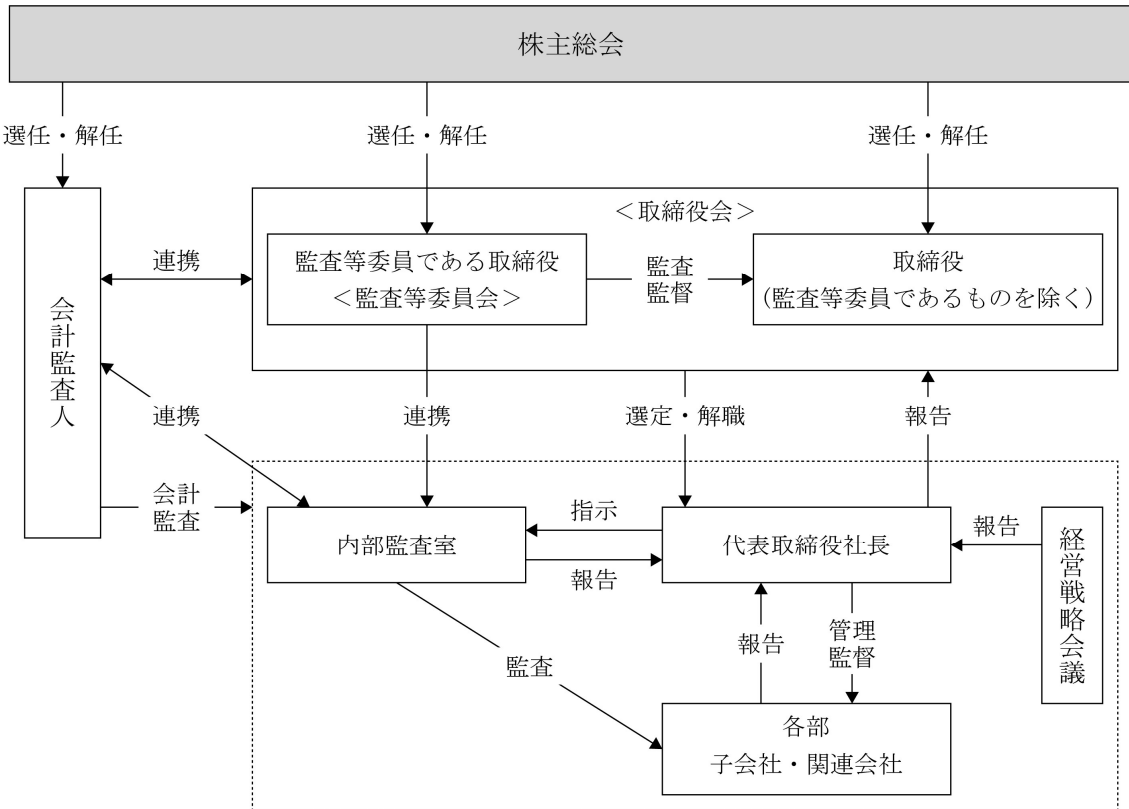 株主総会
選任・解任
選任・解任
選任・解任
＜取締役会＞
会計監査人
連携
監査等委員である取締役
＜監査等委員会＞
監査
監督
取締役
（監査等委員であるものを除く）
連携
連携
選定・解職
報告
会計
監査
内部監査室
指示
報告
代表取締役社長
報告
経営戦略会議
監査
報告
管理
監督
各部
子会社・関連会社